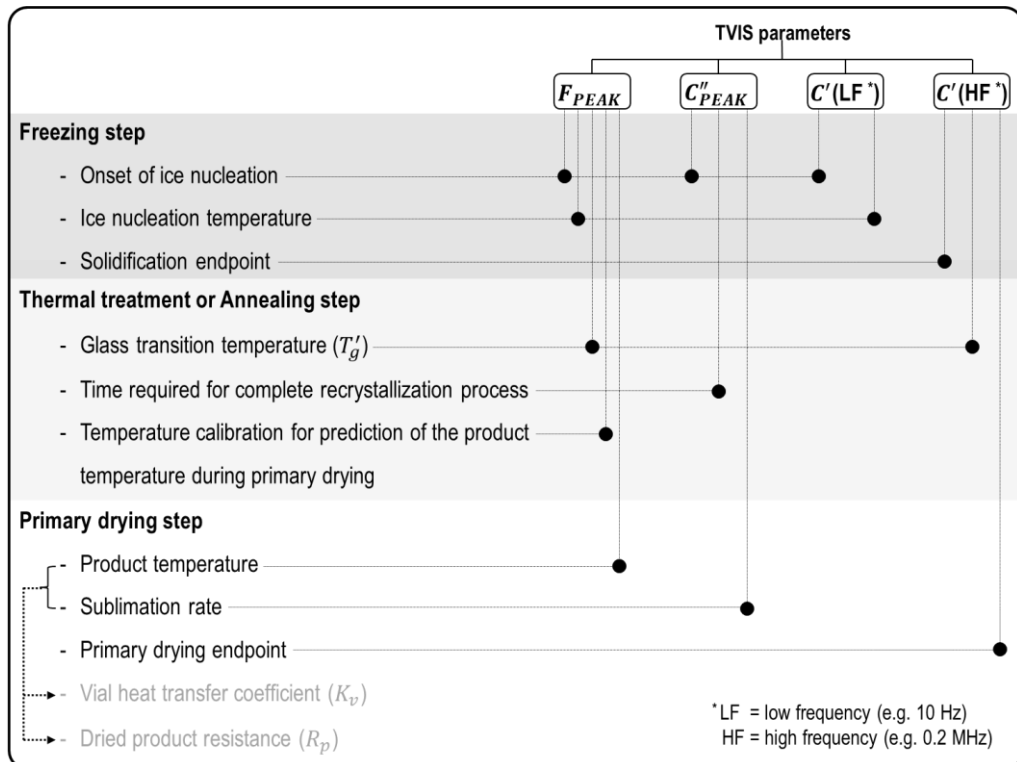 TVIS parameters
F_PEAK C''_PEAK C′(LF *) C′(HF *)
Freezing step
- Onset of ice nucleation
- Ice nucleation temperature
- Solidification endpoint
Thermal treatment or Annealing step
- Glass transition temperature (T_g′)
- Time required for complete recrystallization process
- Temperature calibration for prediction of the product
temperature during primary drying
Primary drying step
- Product temperature
- Sublimation rate
- Primary drying endpoint
- Vial heat transfer coefficient (K_v)
- Dried product resistance (R_p)
* LF = low frequency (e.g. 10 Hz)
HF = high frequency (e.g. 0.2 MHz)